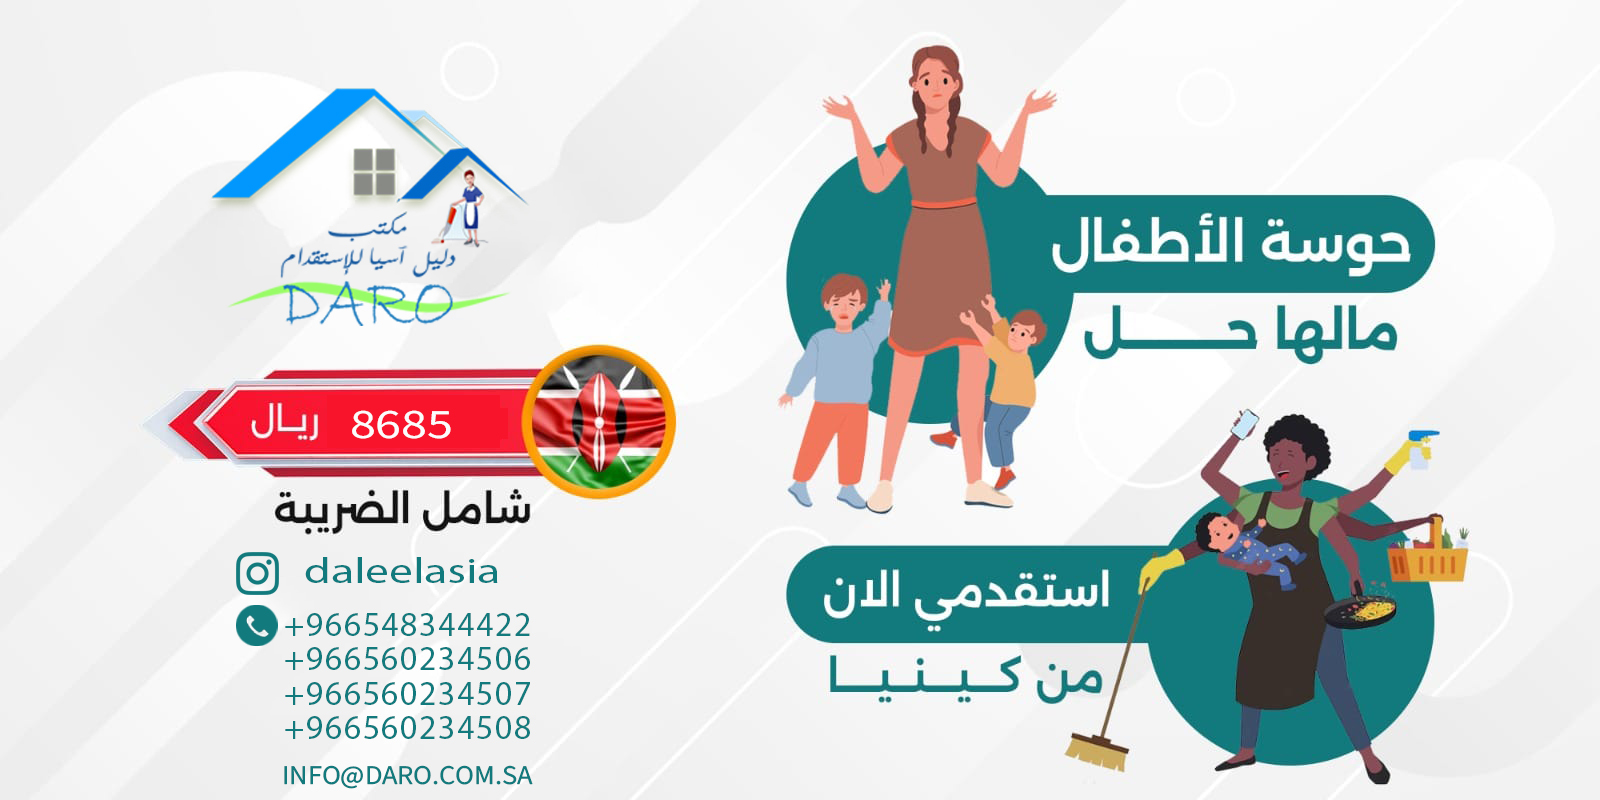 حوسة الأطفال
مالها حـــــل
استقدمي الان
من كـيـنـيـا
مكتب
دليل آسيا للإستقدام
DARO
8685 ريـال
شامل الضريبة
daleelasia
+966548344422
+966560234506
+966560234507
+966560234508
INFO@DARO.COM.SA